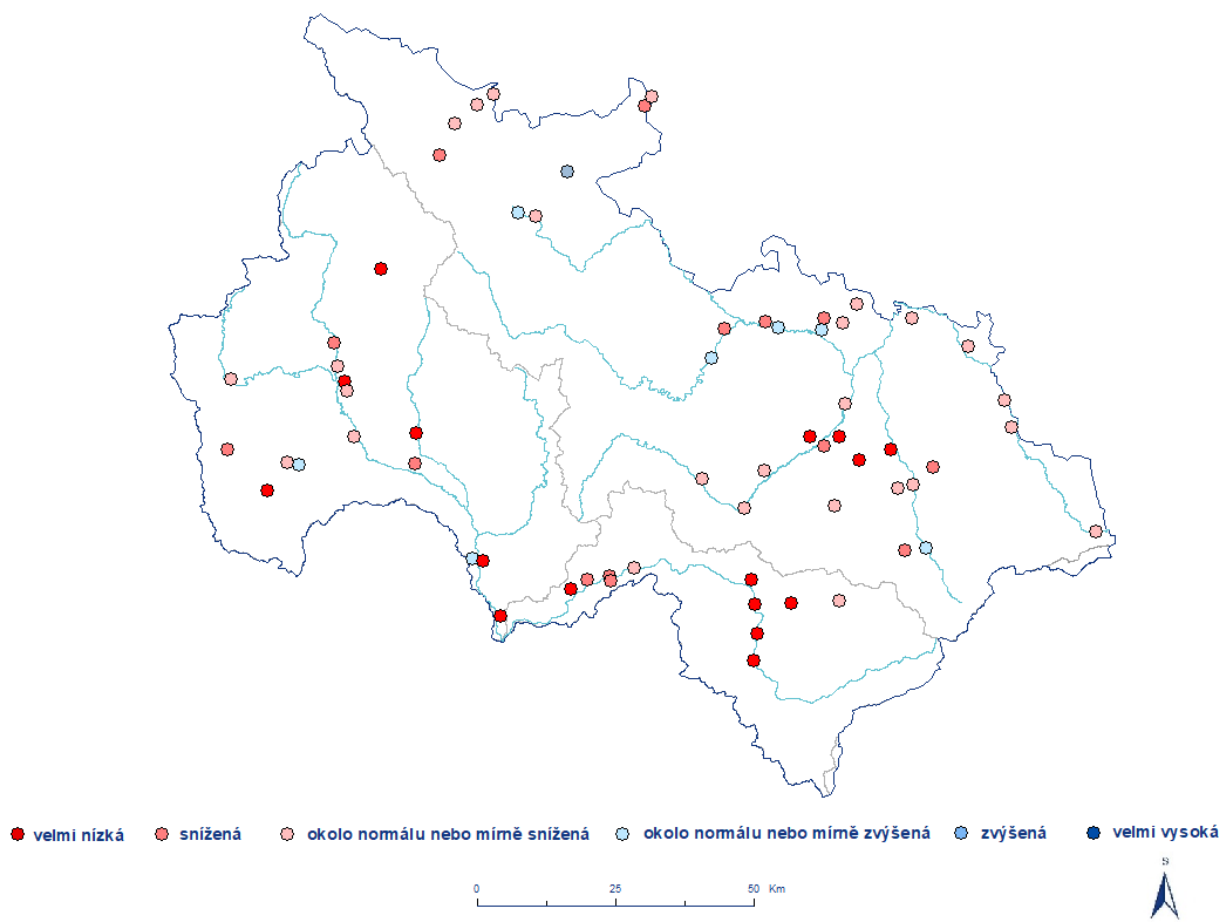 velmi nízká
snížená
okolo normálu nebo mírně snížená
okolo normálu nebo mírně zvýšená
zvýšená
velmi vysoká
S
0 25 50 Km